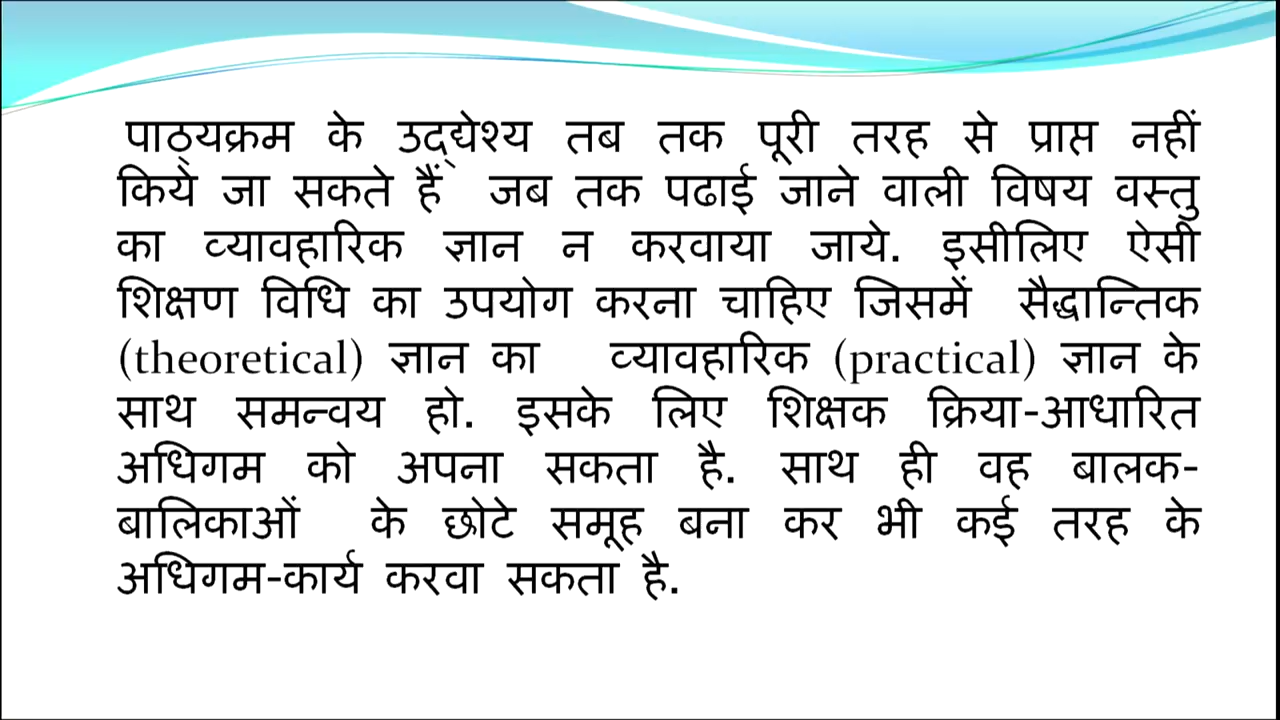 पाठ्यक्रम के उद्द्येश्य तब तक पूरी तरह से प्राप्त नहीं
किये जा सकते हैं जब तक पढाई जाने वाली विषय वस्तु
का व्यावहारिक ज्ञान न करवाया जाये. इसीलिए ऐसी
शिक्षण विधि का उपयोग करना चाहिए जिसमें सैद्धान्तिक
(theoretical) ज्ञान का व्यावहारिक (practical) ज्ञान के
साथ समन्वय हो. इसके लिए शिक्षक क्रिया-आधारित
अधिगम को अपना सकता है. साथ ही वह बालक-
बालिकाओं के छोटे समूह बना कर भी कई तरह के
अधिगम-कार्य करवा सकता है.